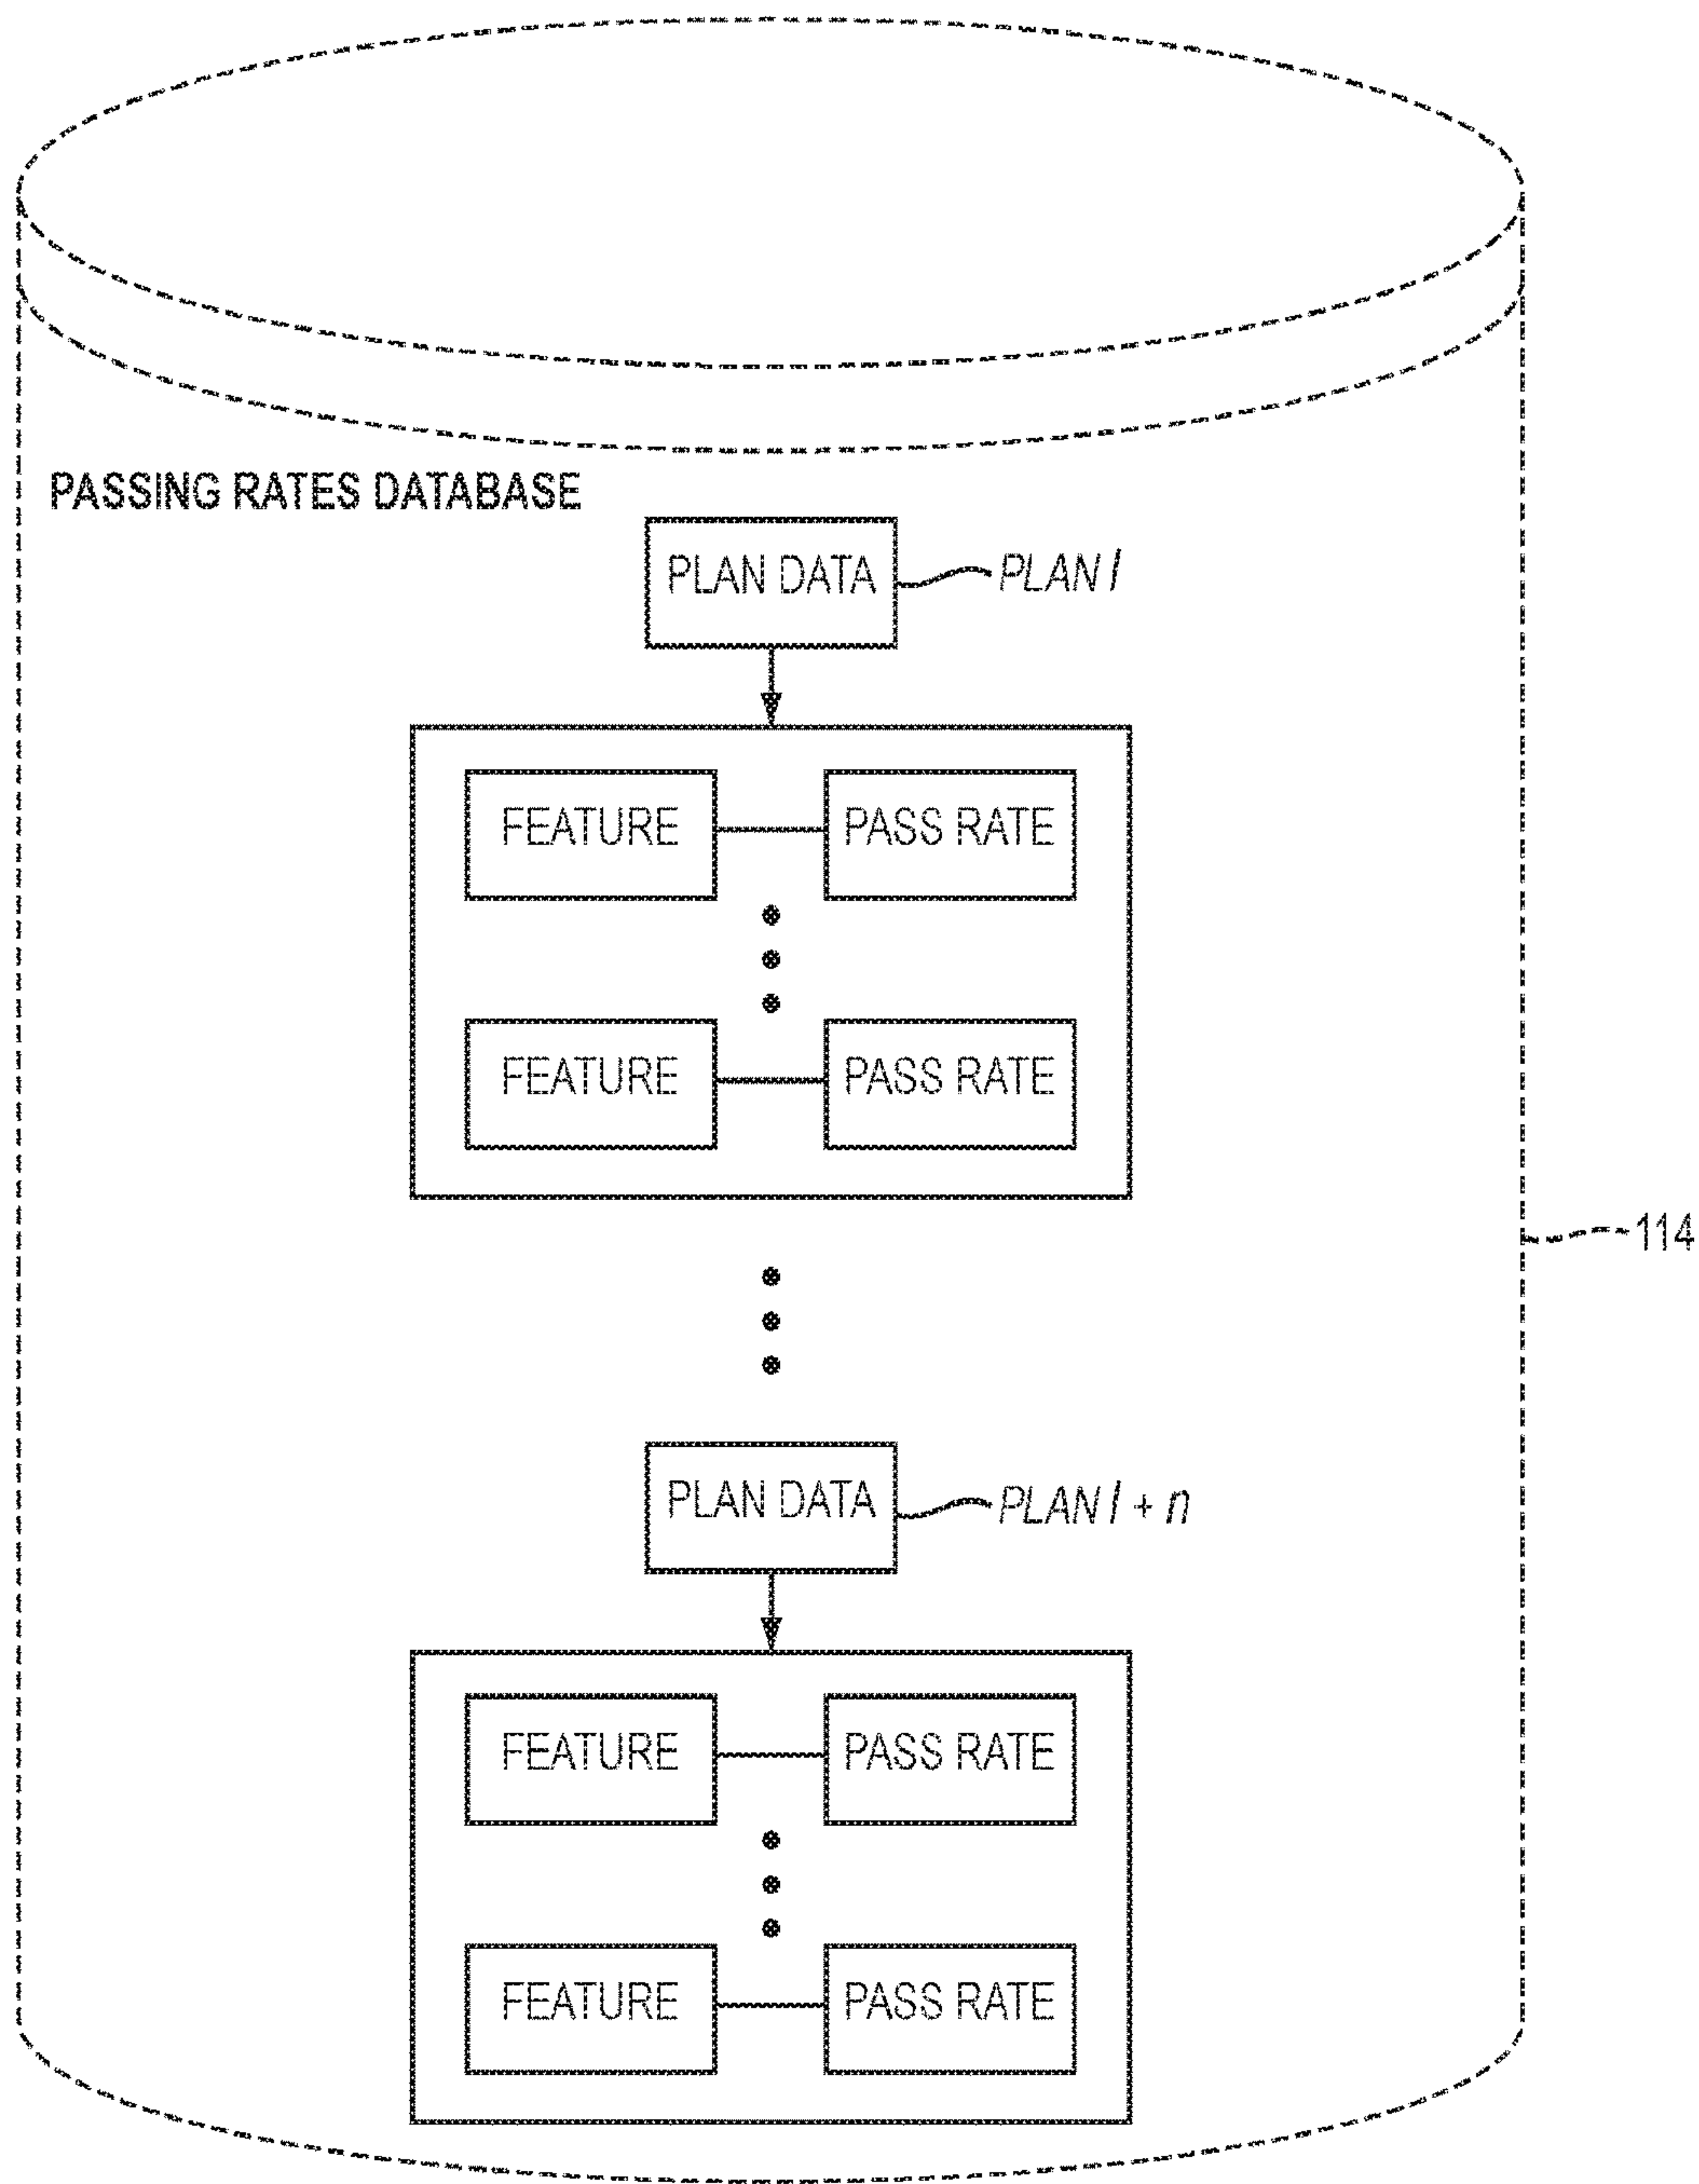 PASSING RATES DATABASE
PLAN DATA
PLAN I
FEATURE
PASS RATE
FEATURE
PASS RATE
114
PLAN DATA
PLAN I + n
FEATURE
PASS RATE
FEATURE
PASS RATE